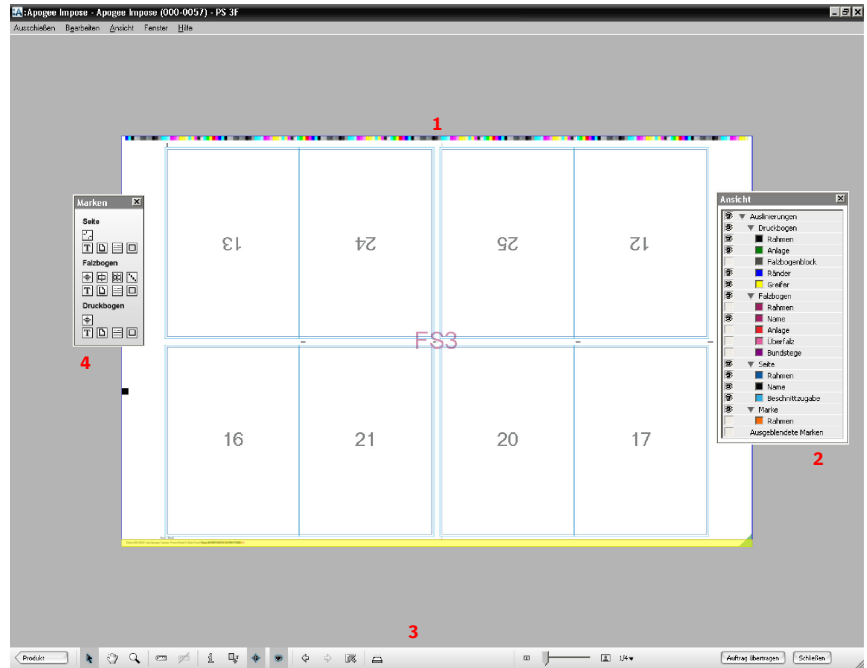 :Apogee Impose - Apogee Impose (000-0057) - PS 3F
Ausschießen Bearbeiten Ansicht Fenster Hilfe
1
13 24 25 12
FS3
16 21 20 17
Marken
Seite
T
Falzbogen
T
Druckbogen
T
4
Ansicht
Auslinierungen
Druckbogen
Rahmen
Anlage
Falzbogenblock
Ränder
Greifer
Falzbogen
Rahmen
Name
Anlage
Überfalz
Bundstege
Seite
Rahmen
Name
Beschnittzugabe
Marke
Rahmen
Ausgeblendete Marken
2
3
Produkt
1/4
Auftrag übertragen
Schließen